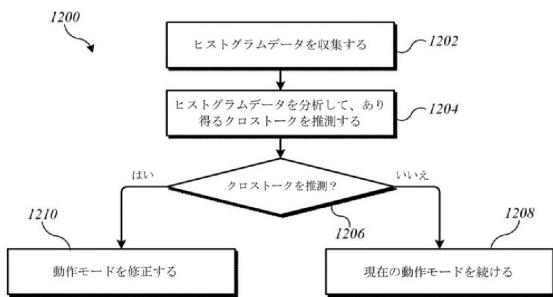 1200
ヒストグラムデータを収集する
1202
ヒストグラムデータを分析して、あり
得るクロストークを推測する
1204
はい
クロストークを推測？
いいえ
1206
1210
1208
動作モードを修正する
現在の動作モードを続ける